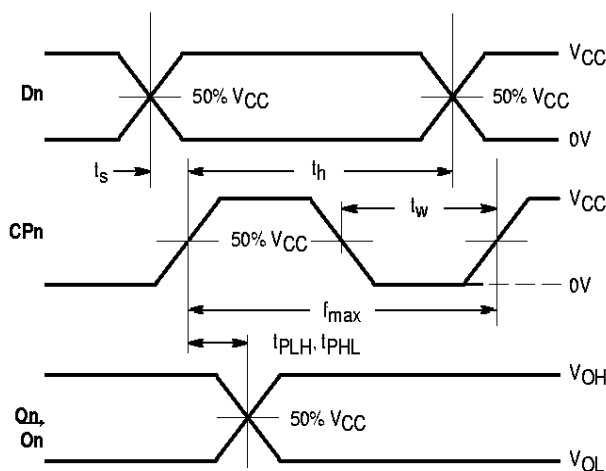 VCC
Dn
50% VCC
50% VCC
0V
ts
th
VCC
tw
CPn
50% VCC
0V
fmax
tPLH, tPHL
VOH
Qn,
On
50% VCC
VOL